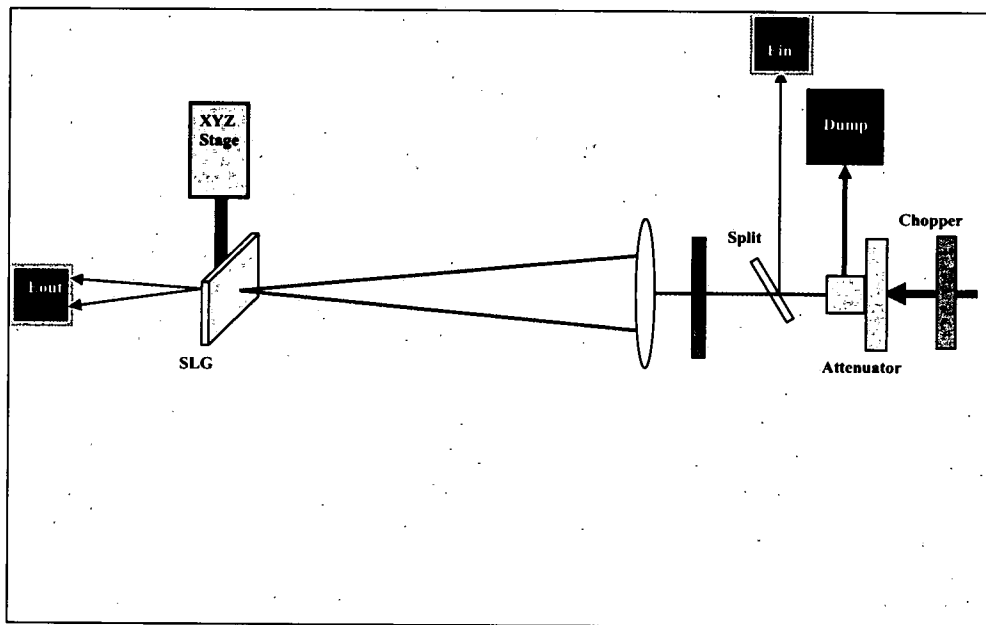 Ein
XYZ
Stage
Dump
Chopper
Split
Eout
SLG
Attenuator